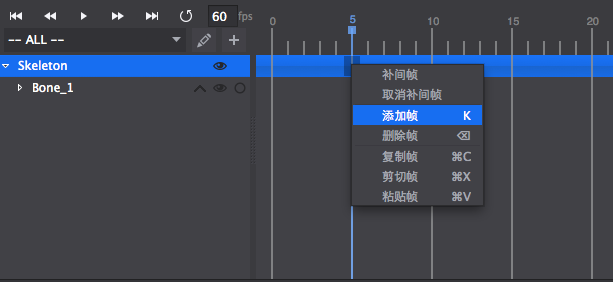 60 fps
0 5 10 15 20
-- ALL --
Skeleton
Bone_1
补间帧
取消补间帧
添加帧 K
删除帧 ⌫
复制帧 ⌘C
剪切帧 ⌘X
粘贴帧 ⌘V